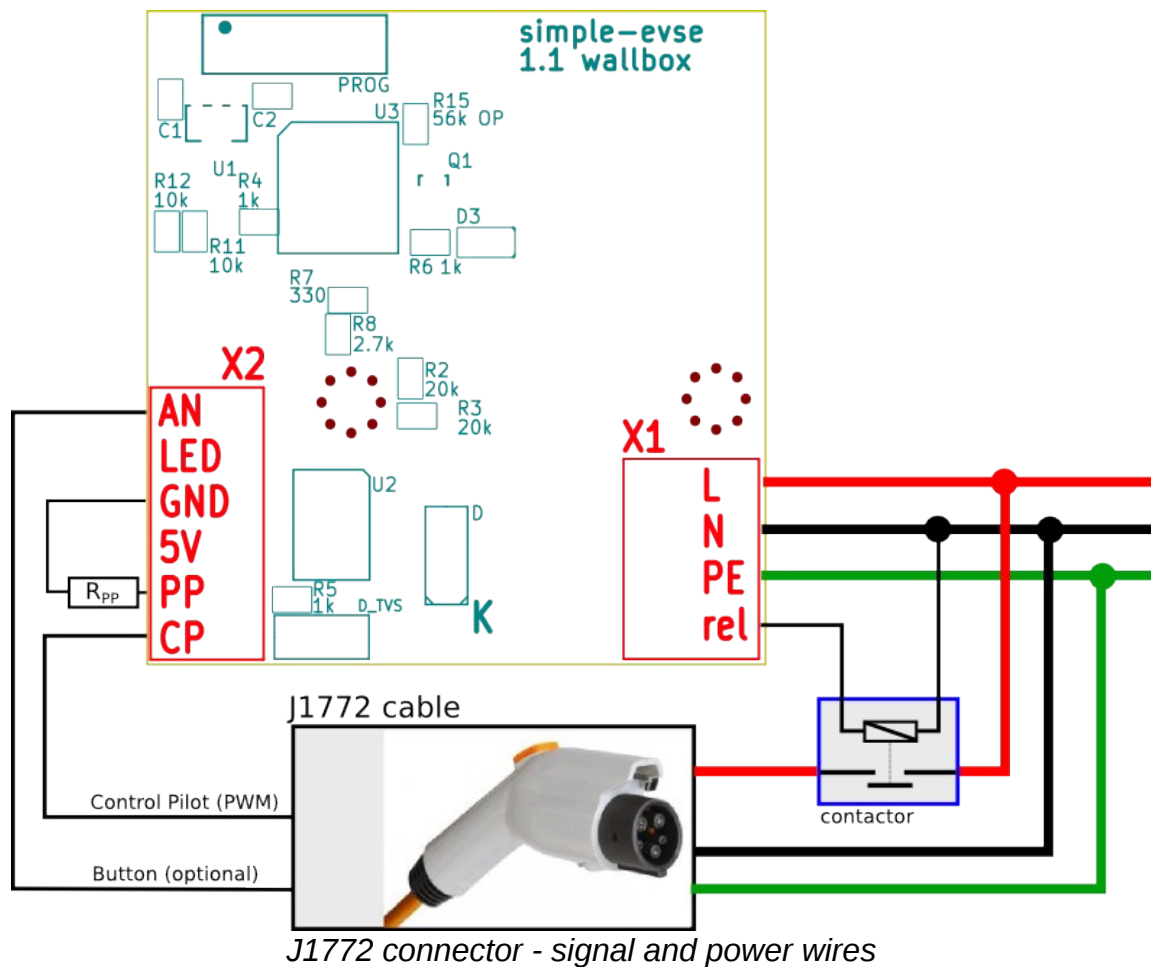 simple-evse
1.1 wallbox
PROG
C1
C2
U3
R15
56k OP
U1
Q1
R12
10k
R4
1k
R11
10k
D3
R6 1k
R7
330
R8
2.7k
R2
20k
R3
20k
X2
AN
LED
GND
5V
PP
CP
RPP
U2
D
R5
1k
D_TVS
K
X1
L
N
PE
rel
J1772 cable
Control Pilot (PWM)
Button (optional)
contactor
J1772 connector - signal and power wires